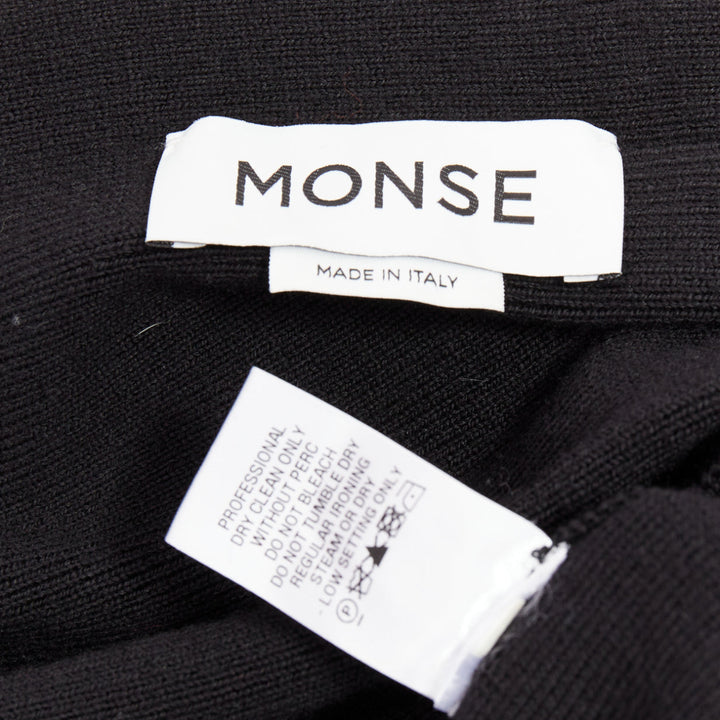 MONSE
MADE IN ITALY
PROFESSIONAL
DRY CLEAN ONLY
WITHOUT PERC
DO NOT BLEACH
DO NOT TUMBLE DRY
REGULAR IRONING
STEAM OR DRY
- LOW SETTING ONLY
P